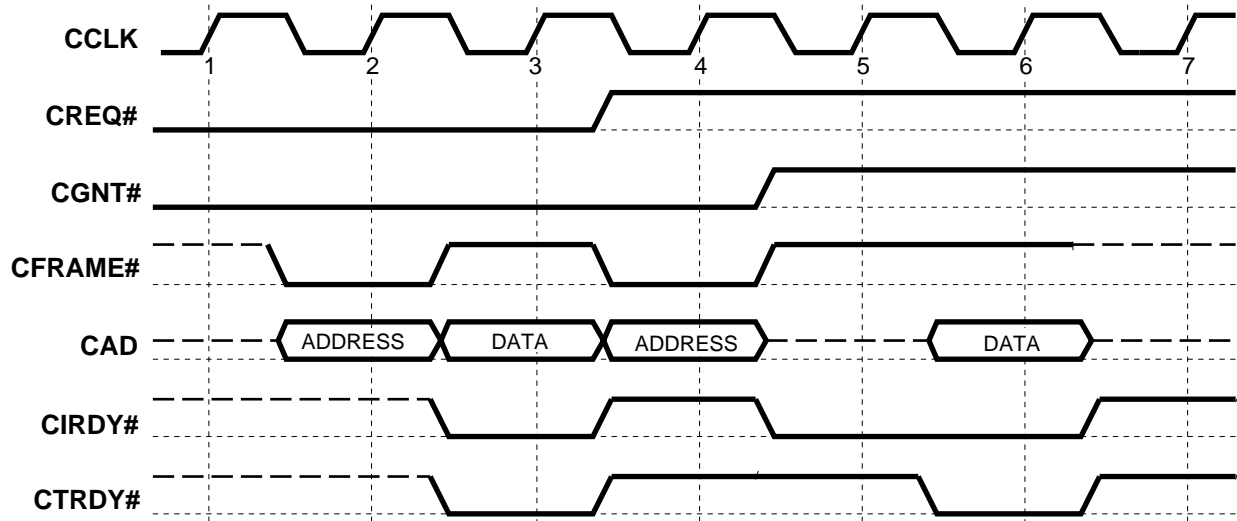 CCLK
1 2 3 4 5 6 7
CREQ#
CGNT#
CFRAME#
CAD ADDRESS DATA ADDRESS DATA
CIRDY#
CTRDY#